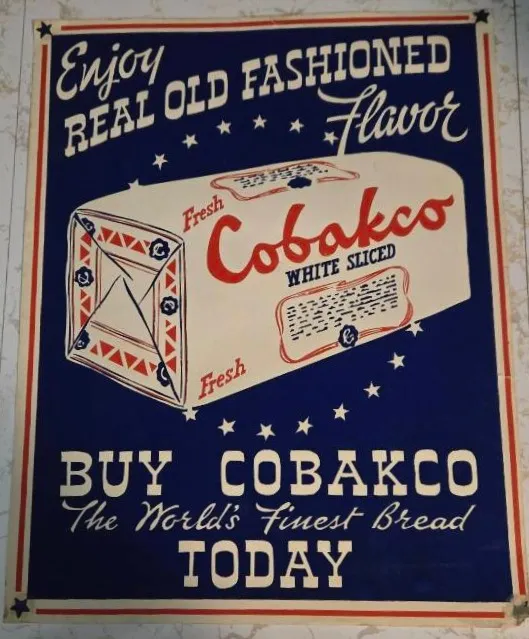 Enjoy
REAL OLD FASHIONED
Flavor
Fresh
Cobakco
WHITE SLICED
Fresh
BUY COBAKCO
The World's Finest Bread
TODAY